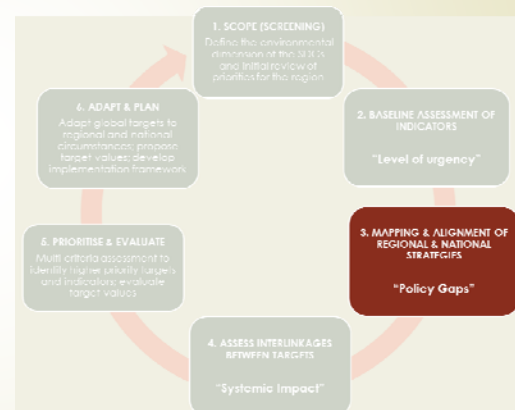 1. SCOPE (SCREENING)
Define the environmental
dimension of the SDGs
and initial review of
priorities for the region
2. BASELINE ASSESSMENT OF
INDICATORS
"Level of urgency"
3. MAPPING & ALIGNMENT OF
REGIONAL & NATIONAL
STRATEGIES
"Policy Gaps"
4. ASSESS INTERLINKAGES
BETWEEN TARGETS
"Systemic Impact"
5. PRIORITISE & EVALUATE
Multi criteria assessment to
identify higher priority targets
and indicators; evaluate
target values
6. ADAPT & PLAN
Adapt global targets to
regional and national
circumstances; propose
target values; develop
implementation framework